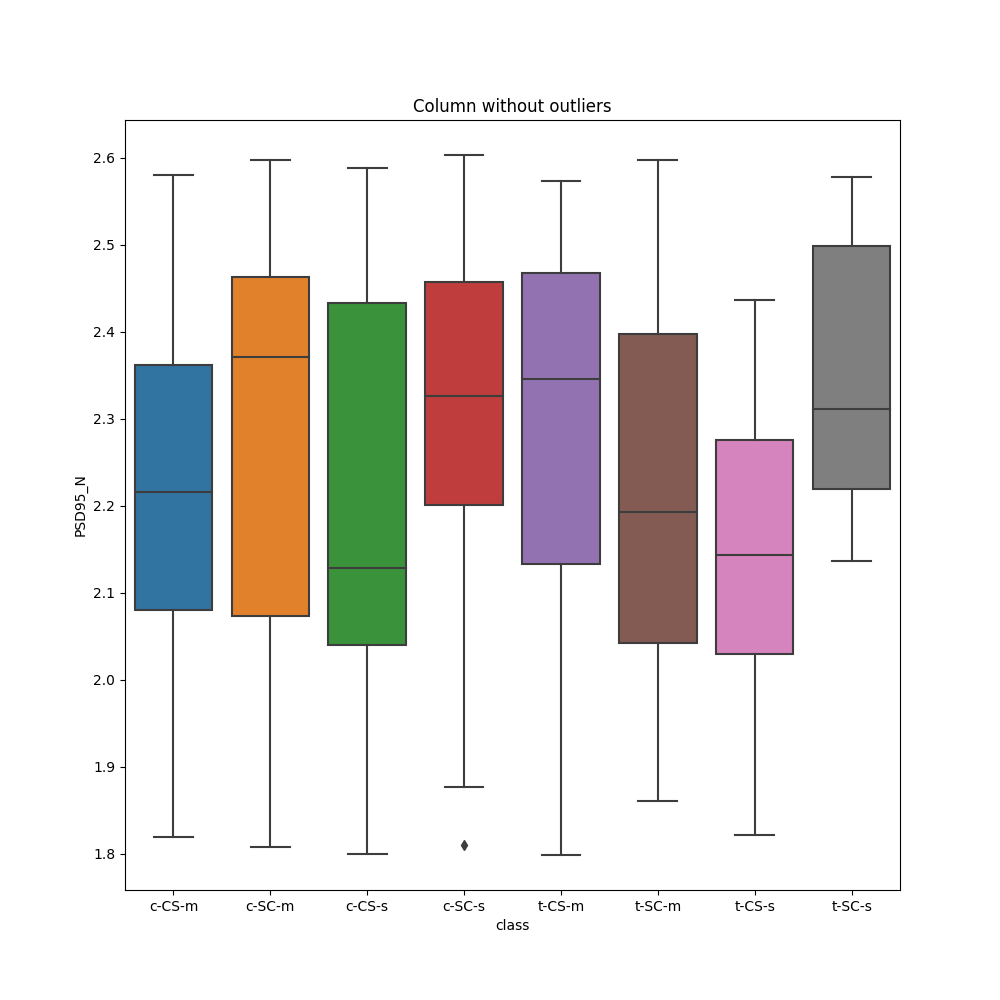 Column without outliers
PSD95_N
2.6
2.5
2.4
2.3
2.2
2.1
2.0
1.9
1.8
c-CS-m c-SC-m c-CS-s c-SC-s t-CS-m t-SC-m t-CS-s t-SC-s
class